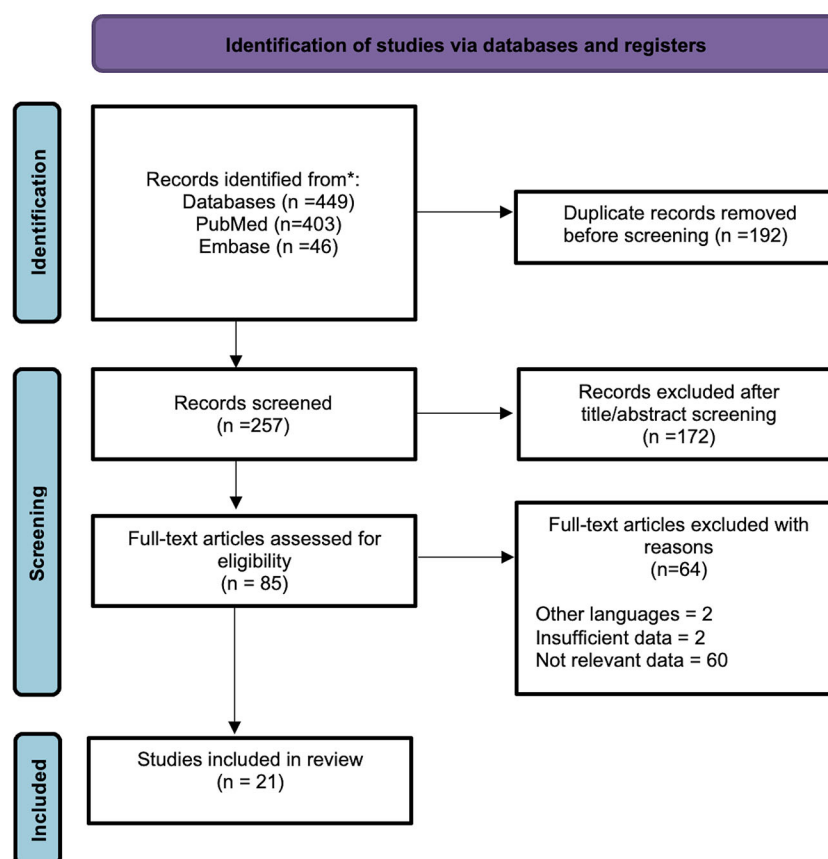 Identification of studies via databases and registers
Identification
Records identified from*:
Databases (n =449)
PubMed (n=403)
Embase (n =46)
Duplicate records removed
before screening (n =192)
Screening
Records screened
(n =257)
Records excluded after
title/abstract screening
(n =172)
Full-text articles assessed for
eligibility
(n = 85)
Full-text articles excluded with
reasons
(n=64)
Other languages = 2
Insufficient data = 2
Not relevant data = 60
Included
Studies included in review
(n = 21)